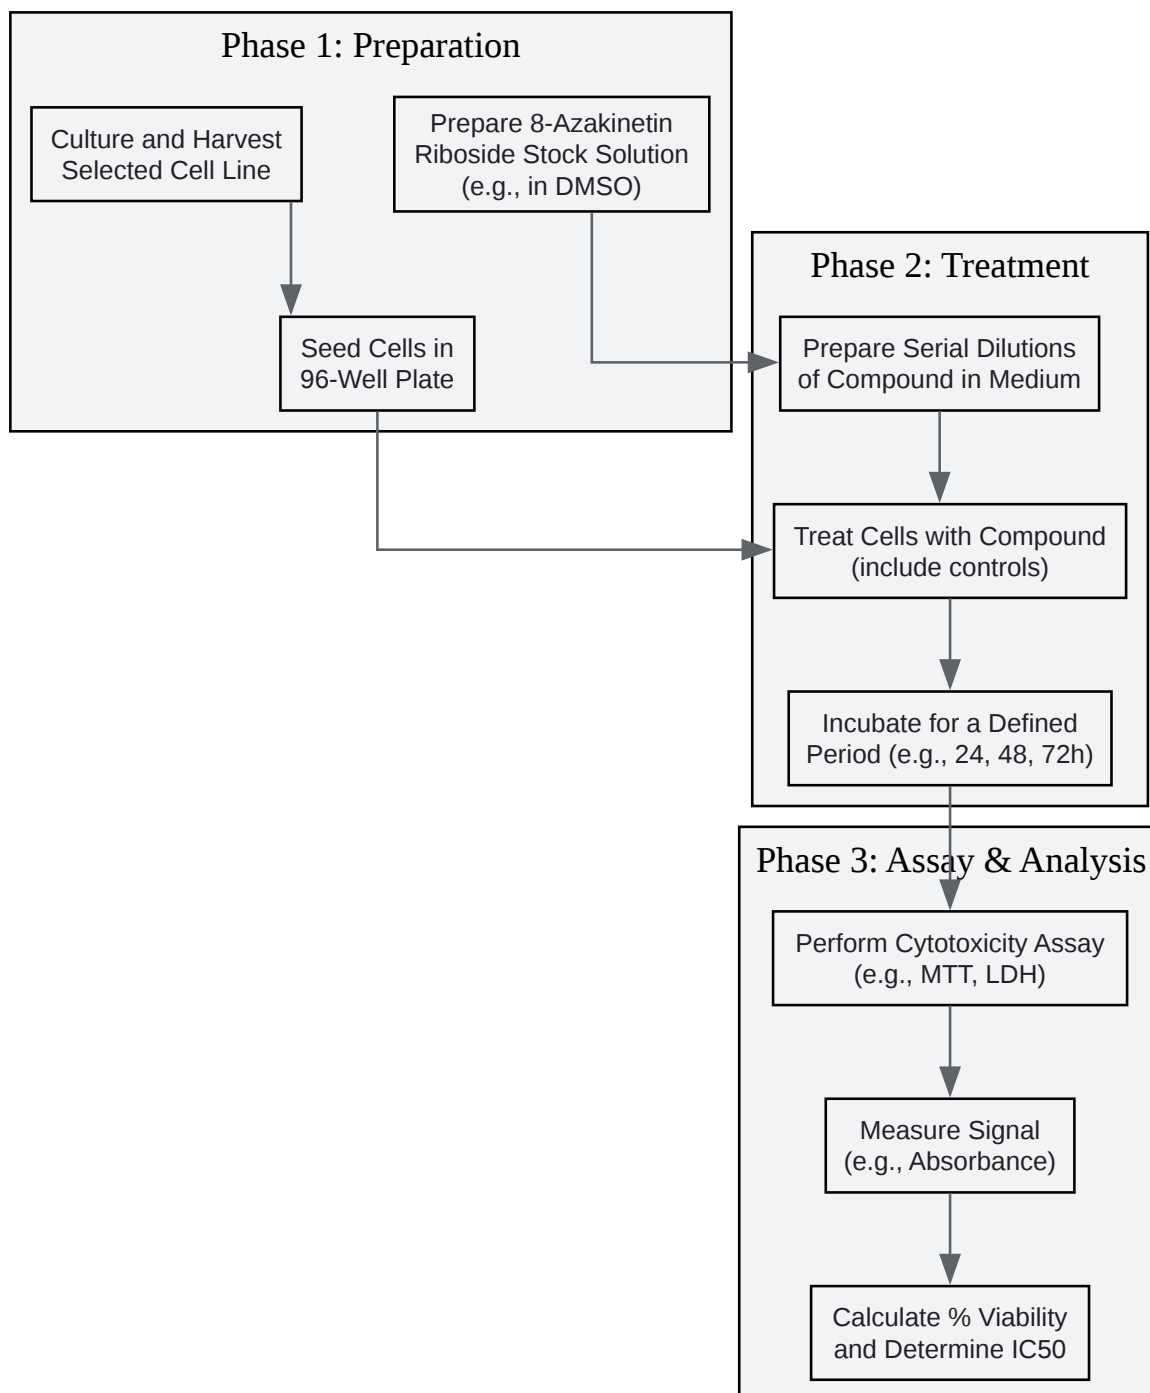 Phase 1: Preparation
Culture and Harvest
Selected Cell Line
Prepare 8-Azakinetin
Riboside Stock Solution
(e.g., in DMSO)
Seed Cells in
96-Well Plate
Phase 2: Treatment
Prepare Serial Dilutions
of Compound in Medium
Treat Cells with Compound
(include controls)
Incubate for a Defined
Period (e.g., 24, 48, 72h)
Phase 3: Assay & Analysis
Perform Cytotoxicity Assay
(e.g., MTT, LDH)
Measure Signal
(e.g., Absorbance)
Calculate % Viability
and Determine IC50